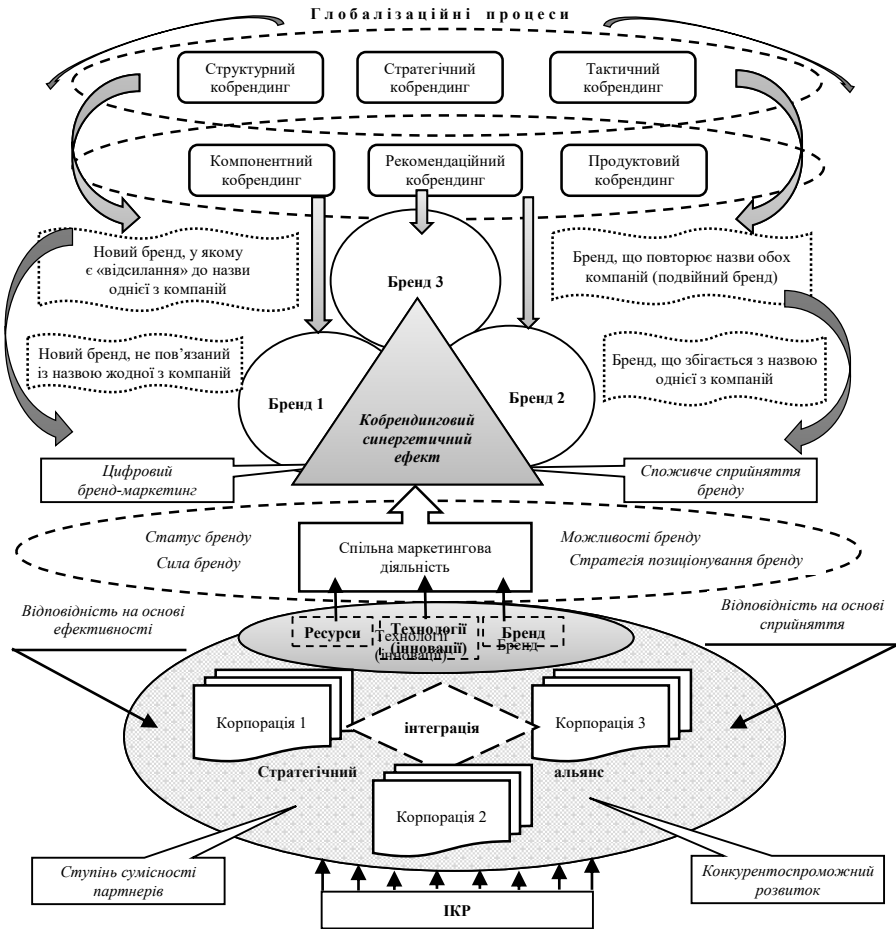 Глобалізаційні процеси
Структурний
кобрендинг
Стратегічний
кобрендинг
Тактичний
кобрендинг
Компонентний
кобрендинг
Рекомендаційний
кобрендинг
Продуктовий
кобрендинг
Новий бренд, у якому
є «відсилання» до назви
однієї з компаній
Бренд 3
Бренд, що повторює назви обох
компаній (подвійний бренд)
Новий бренд, не пов’язаний
із назвою жодної з компаній
Бренд, що збігається з назвою
однієї з компаній
Бренд 1
Бренд 2
Кобрендинговий
синергетичний
ефект
Цифровий
бренд-маркетинг
Споживче сприйняття
бренду
Статус бренду
Сила бренду
Спільна маркетингова
діяльність
Можливості бренду
Стратегія позиціонування бренду
Відповідність на основі
ефективності
Відповідність на основі
сприйняття
Ресурси
Технології
(інновації)
Технології
(інновації)
Бренд
Бренд
Корпорація 1
інтеграція
Корпорація 3
Стратегічний
альянс
Корпорація 2
Ступінь сумісності
партнерів
Конкурентоспроможний
розвиток
ІКР